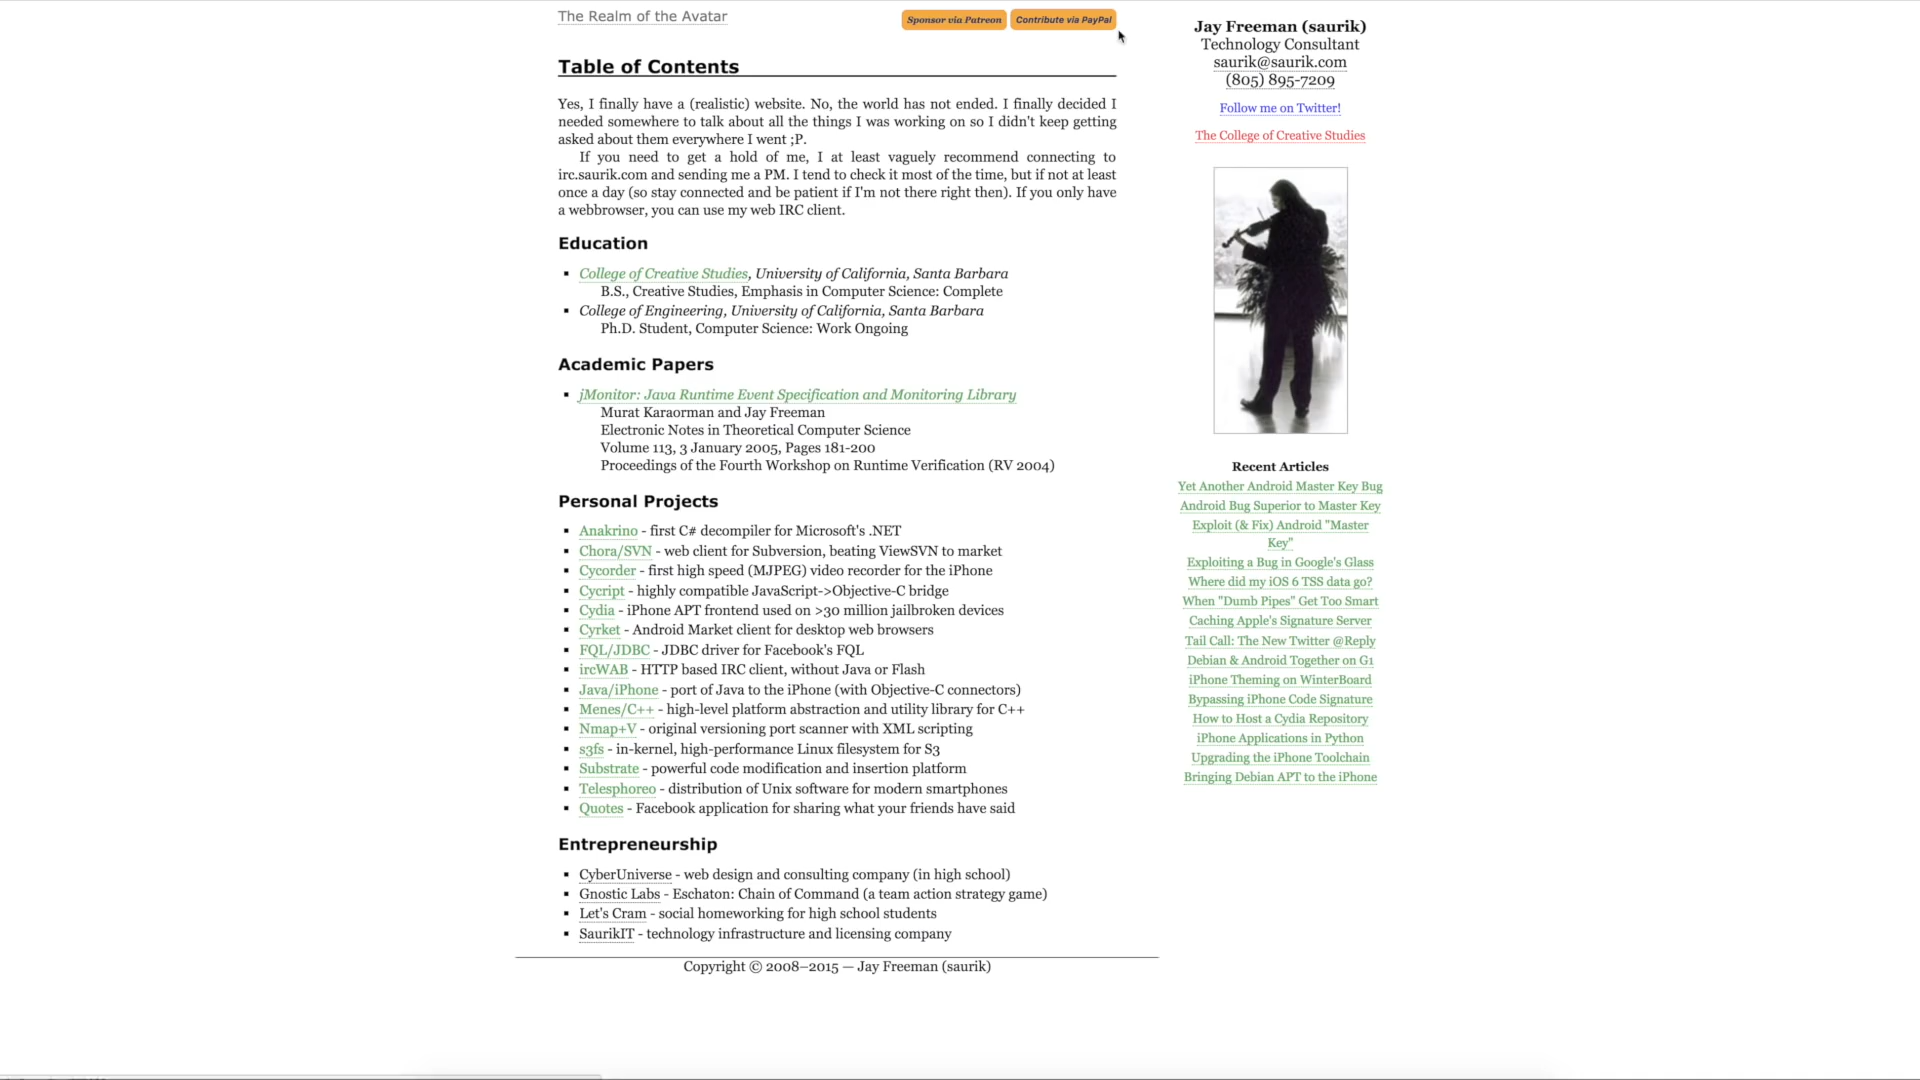 The Realm of the Avatar
Sponsor via Patreon
Contribute via PayPal
Table of Contents
Yes, I finally have a (realistic) website. No, the world has not ended. I finally decided I
needed somewhere to talk about all the things I was working on so I didn't keep getting
asked about them everywhere I went ;P.
If you need to get a hold of me, I at least vaguely recommend connecting to
irc.saurik.com and sending me a PM. I tend to check it most of the time, but if not at least
once a day (so stay connected and be patient if I'm not there right then). If you only have
a webbrowser, you can use my web IRC client.
Education
▪ College of Creative Studies, University of California, Santa Barbara
B.S., Creative Studies, Emphasis in Computer Science: Complete
▪ College of Engineering, University of California, Santa Barbara
Ph.D. Student, Computer Science: Work Ongoing
Academic Papers
▪ jMonitor: Java Runtime Event Specification and Monitoring Library
Murat Karaorman and Jay Freeman
Electronic Notes in Theoretical Computer Science
Volume 113, 3 January 2005, Pages 181-200
Proceedings of the Fourth Workshop on Runtime Verification (RV 2004)
Personal Projects
▪ Anakrino - first C# decompiler for Microsoft's .NET
▪ Chora/SVN - web client for Subversion, beating ViewSVN to market
▪ Cycorder - first high speed (MJPEG) video recorder for the iPhone
▪ Cycript - highly compatible JavaScript->Objective-C bridge
▪ Cydia - iPhone APT frontend used on >30 million jailbroken devices
▪ Cyrket - Android Market client for desktop web browsers
▪ FQL/JDBC - JDBC driver for Facebook's FQL
▪ ircWAB - HTTP based IRC client, without Java or Flash
▪ Java/iPhone - port of Java to the iPhone (with Objective-C connectors)
▪ Menes/C++ - high-level platform abstraction and utility library for C++
▪ Nmap+V - original versioning port scanner with XML scripting
▪ s3fs - in-kernel, high-performance Linux filesystem for S3
▪ Substrate - powerful code modification and insertion platform
▪ Telesphoreo - distribution of Unix software for modern smartphones
▪ Quotes - Facebook application for sharing what your friends have said
Entrepreneurship
▪ CyberUniverse - web design and consulting company (in high school)
▪ Gnostic Labs - Eschaton: Chain of Command (a team action strategy game)
▪ Let's Cram - social homeworking for high school students
▪ SaurikIT - technology infrastructure and licensing company
Copyright © 2008–2015 — Jay Freeman (saurik)
Jay Freeman (saurik)
Technology Consultant
saurik@saurik.com
(805) 895-7209
Follow me on Twitter!
The College of Creative Studies
Recent Articles
Yet Another Android Master Key Bug
Android Bug Superior to Master Key
Exploit (& Fix) Android "Master
Key"
Exploiting a Bug in Google's Glass
Where did my iOS 6 TSS data go?
When "Dumb Pipes" Get Too Smart
Caching Apple's Signature Server
Tail Call: The New Twitter @Reply
Debian & Android Together on G1
iPhone Theming on WinterBoard
Bypassing iPhone Code Signature
How to Host a Cydia Repository
iPhone Applications in Python
Upgrading the iPhone Toolchain
Bringing Debian APT to the iPhone